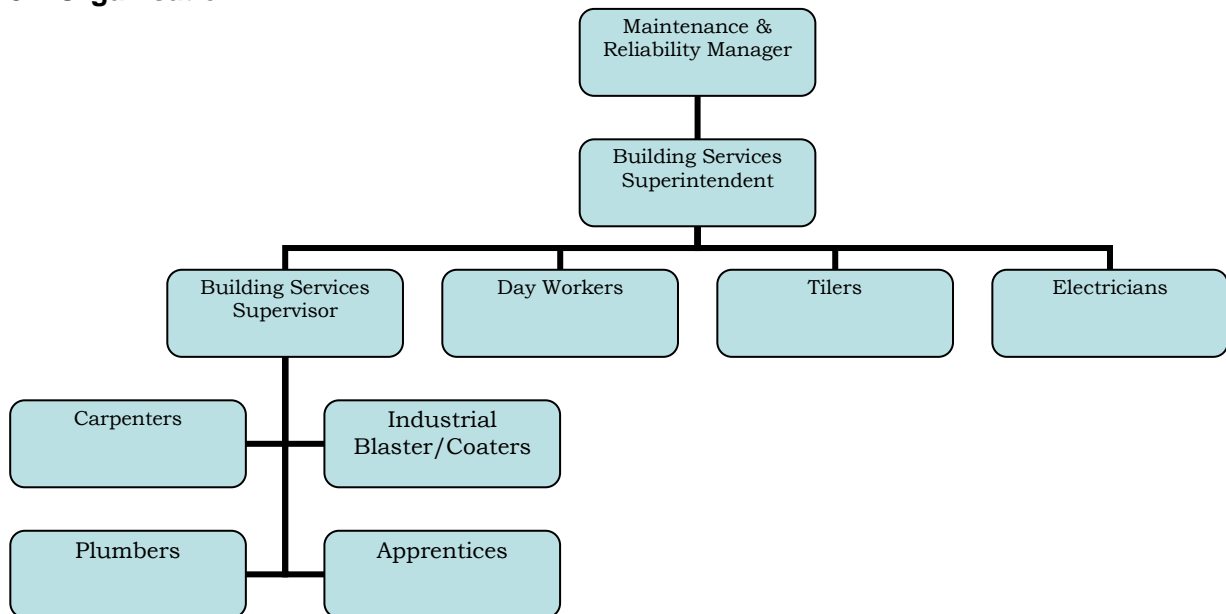 Maintenance &
Reliability Manager
Building Services
Superintendent
Building Services
Supervisor
Day Workers
Tilers
Electricians
Carpenters
Industrial
Blaster/Coaters
Plumbers
Apprentices